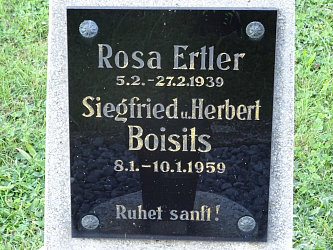 Rosa Ertler
5.2.-27.2.1939
Siegfried u. Herbert
Boisits
8.1.-10.1.1959
Ruhet sanft!